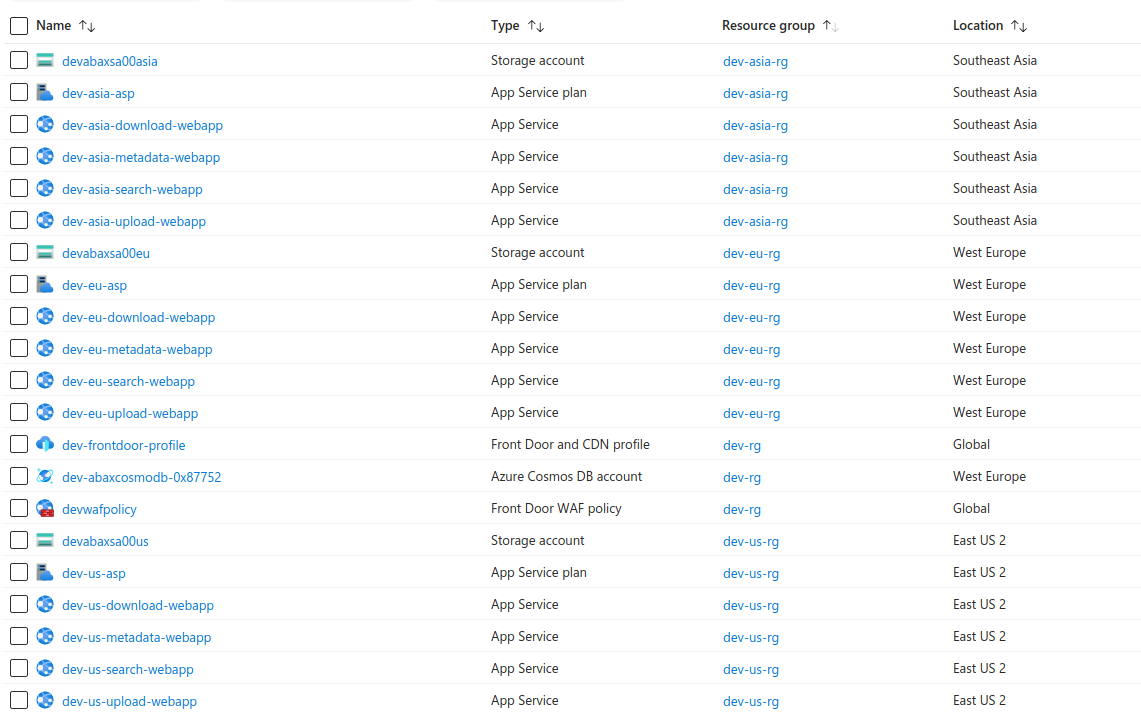 Name ↑↓ Type ↑↓ Resource group ↑↓ Location ↑↓
devabaxsa00asia Storage account dev-asia-rg Southeast Asia
dev-asia-asp App Service plan dev-asia-rg Southeast Asia
dev-asia-download-webapp App Service dev-asia-rg Southeast Asia
dev-asia-metadata-webapp App Service dev-asia-rg Southeast Asia
dev-asia-search-webapp App Service dev-asia-rg Southeast Asia
dev-asia-upload-webapp App Service dev-asia-rg Southeast Asia
devabaxsa00eu Storage account dev-eu-rg West Europe
dev-eu-asp App Service plan dev-eu-rg West Europe
dev-eu-download-webapp App Service dev-eu-rg West Europe
dev-eu-metadata-webapp App Service dev-eu-rg West Europe
dev-eu-search-webapp App Service dev-eu-rg West Europe
dev-eu-upload-webapp App Service dev-eu-rg West Europe
dev-frontdoor-profile Front Door and CDN profile dev-rg Global
dev-abaxcosmodb-0x87752 Azure Cosmos DB account dev-rg West Europe
devwafpolicy Front Door WAF policy dev-rg Global
devabaxsa00us Storage account dev-us-rg East US 2
dev-us-asp App Service plan dev-us-rg East US 2
dev-us-download-webapp App Service dev-us-rg East US 2
dev-us-metadata-webapp App Service dev-us-rg East US 2
dev-us-search-webapp App Service dev-us-rg East US 2
dev-us-upload-webapp App Service dev-us-rg East US 2